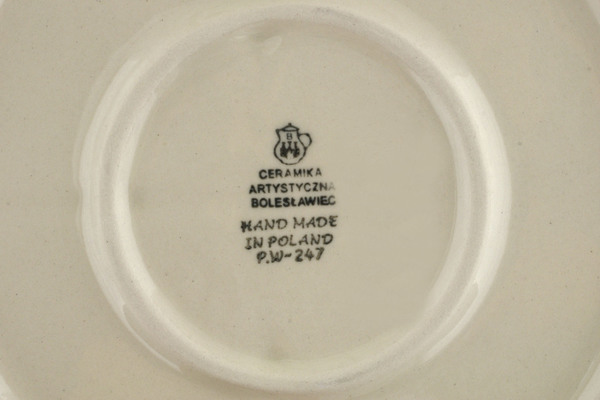 B
CERAMIKA
ARTYSTYCZNA
BOLESŁAWIEC
HAND MADE
IN POLAND
P.W-247